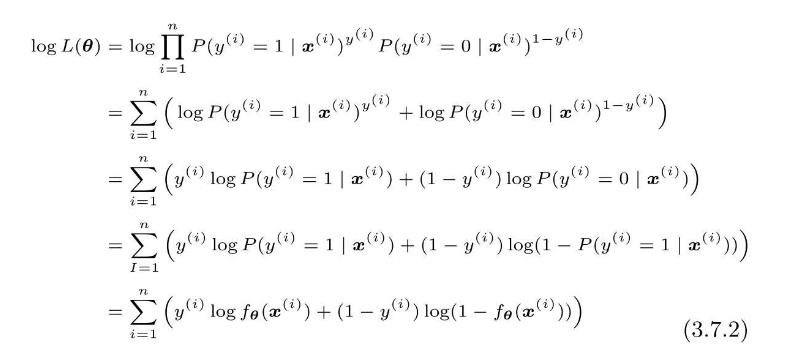 log L(θ) = log ∏_{i=1}^{n} P(y^{(i)} = 1 | x^{(i)})^{y^{(i)}} P(y^{(i)} = 0 | x^{(i)})^{1−y^{(i)}}
= ∑_{i=1}^{n} ( log P(y^{(i)} = 1 | x^{(i)})^{y^{(i)}} + log P(y^{(i)} = 0 | x^{(i)})^{1−y^{(i)}} )
= ∑_{i=1}^{n} ( y^{(i)} log P(y^{(i)} = 1 | x^{(i)}) + (1 − y^{(i)}) log P(y^{(i)} = 0 | x^{(i)}) )
= ∑_{I=1}^{n} ( y^{(i)} log P(y^{(i)} = 1 | x^{(i)}) + (1 − y^{(i)}) log(1 − P(y^{(i)} = 1 | x^{(i)})) )
= ∑_{i=1}^{n} ( y^{(i)} log f_θ(x^{(i)}) + (1 − y^{(i)}) log(1 − f_θ(x^{(i)})) )
(3.7.2)